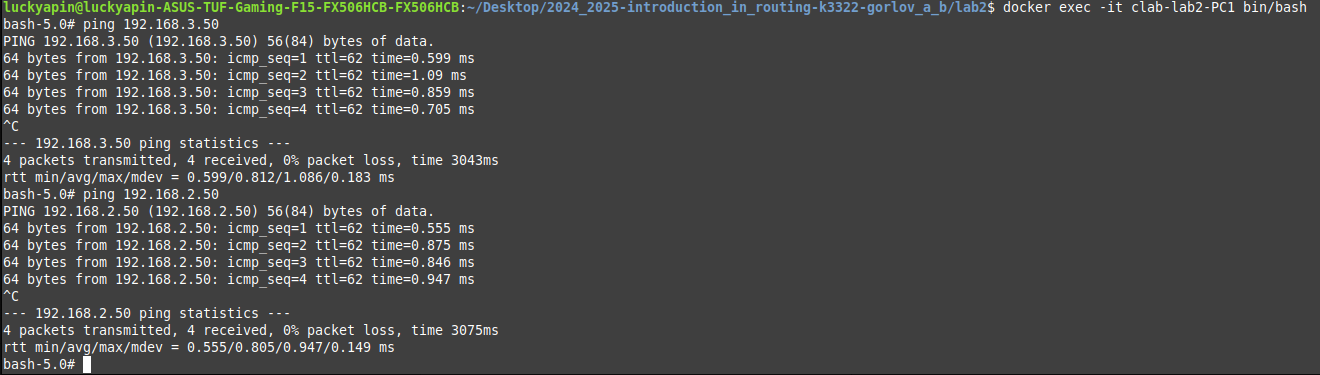 luckyapin@luckyapin-ASUS-TUF-Gaming-F15-FX506HCB-FX506HCB:~/Desktop/2024_2025-introduction_in_routing-k3322-gorlov_a_b/lab2$ docker exec -it clab-lab2-PC1 bin/bash
bash-5.0# ping 192.168.3.50
PING 192.168.3.50 (192.168.3.50) 56(84) bytes of data.
64 bytes from 192.168.3.50: icmp_seq=1 ttl=62 time=0.599 ms
64 bytes from 192.168.3.50: icmp_seq=2 ttl=62 time=1.09 ms
64 bytes from 192.168.3.50: icmp_seq=3 ttl=62 time=0.859 ms
64 bytes from 192.168.3.50: icmp_seq=4 ttl=62 time=0.705 ms
^C
--- 192.168.3.50 ping statistics ---
4 packets transmitted, 4 received, 0% packet loss, time 3043ms
rtt min/avg/max/mdev = 0.599/0.812/1.086/0.183 ms
bash-5.0# ping 192.168.2.50
PING 192.168.2.50 (192.168.2.50) 56(84) bytes of data.
64 bytes from 192.168.2.50: icmp_seq=1 ttl=62 time=0.555 ms
64 bytes from 192.168.2.50: icmp_seq=2 ttl=62 time=0.875 ms
64 bytes from 192.168.2.50: icmp_seq=3 ttl=62 time=0.846 ms
64 bytes from 192.168.2.50: icmp_seq=4 ttl=62 time=0.947 ms
^C
--- 192.168.2.50 ping statistics ---
4 packets transmitted, 4 received, 0% packet loss, time 3075ms
rtt min/avg/max/mdev = 0.555/0.805/0.947/0.149 ms
bash-5.0#